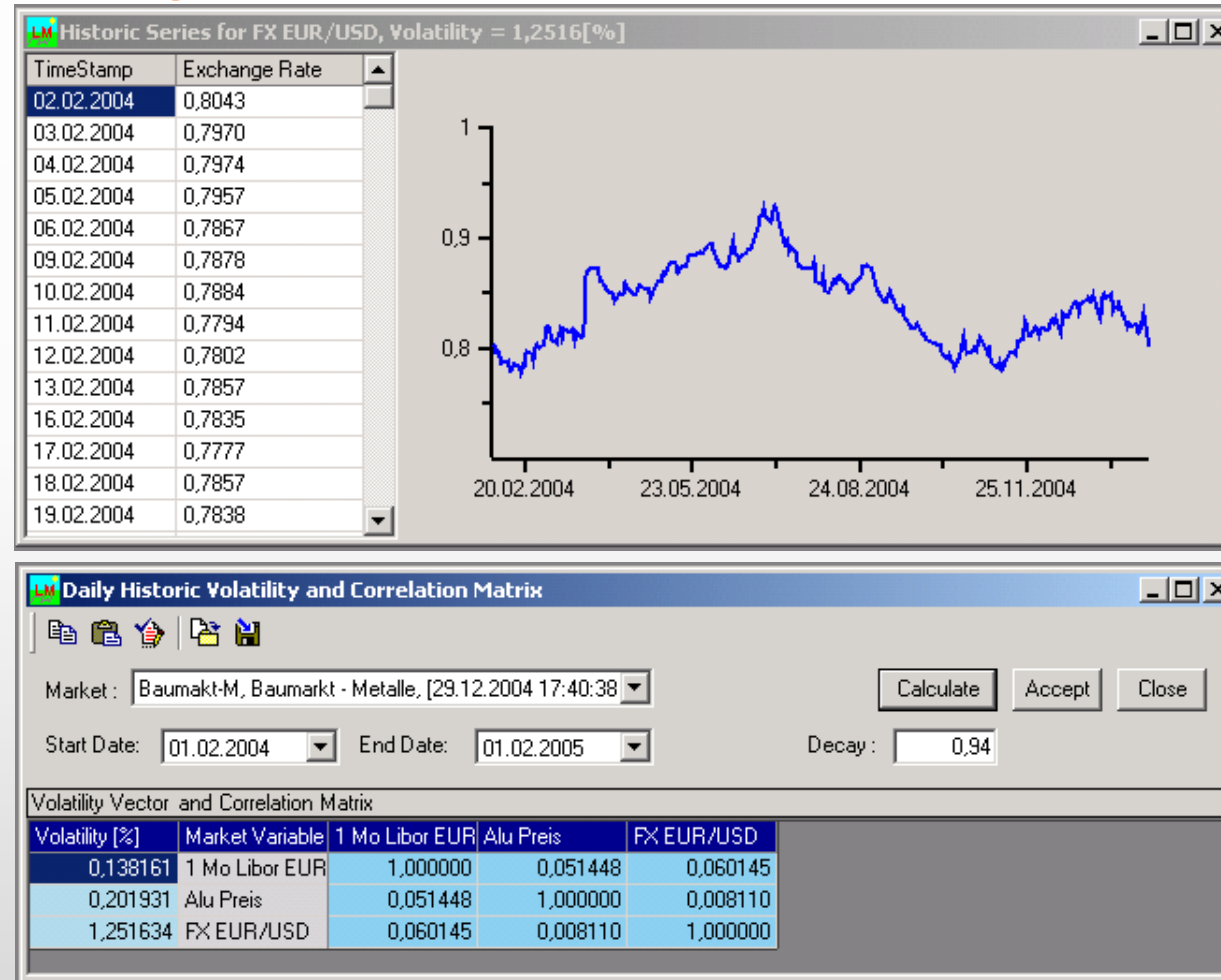 LM Historic Series for FX EUR/USD, Volatility = 1,2516[%]
TimeStamp Exchange Rate
02.02.2004 0,8043
03.02.2004 0,7970
04.02.2004 0,7974
05.02.2004 0,7957
06.02.2004 0,7867
09.02.2004 0,7878
10.02.2004 0,7884
11.02.2004 0,7794
12.02.2004 0,7802
13.02.2004 0,7857
16.02.2004 0,7835
17.02.2004 0,7777
18.02.2004 0,7857
19.02.2004 0,7838
1
0,9
0,8
20.02.2004 23.05.2004 24.08.2004 25.11.2004
LM Daily Historic Volatility and Correlation Matrix
Market : Baumakt-M, Baumarkt - Metalle, [29.12.2004 17:40:38 Calculate Accept Close
Start Date: 01.02.2004 End Date: 01.02.2005 Decay : 0,94
Volatility Vector and Correlation Matrix
Volatility [%] Market Variable 1 Mo Libor EUR Alu Preis FX EUR/USD
0,138161 1 Mo Libor EUR 1,000000 0,051448 0,060145
0,201931 Alu Preis 0,051448 1,000000 0,008110
1,251634 FX EUR/USD 0,060145 0,008110 1,000000